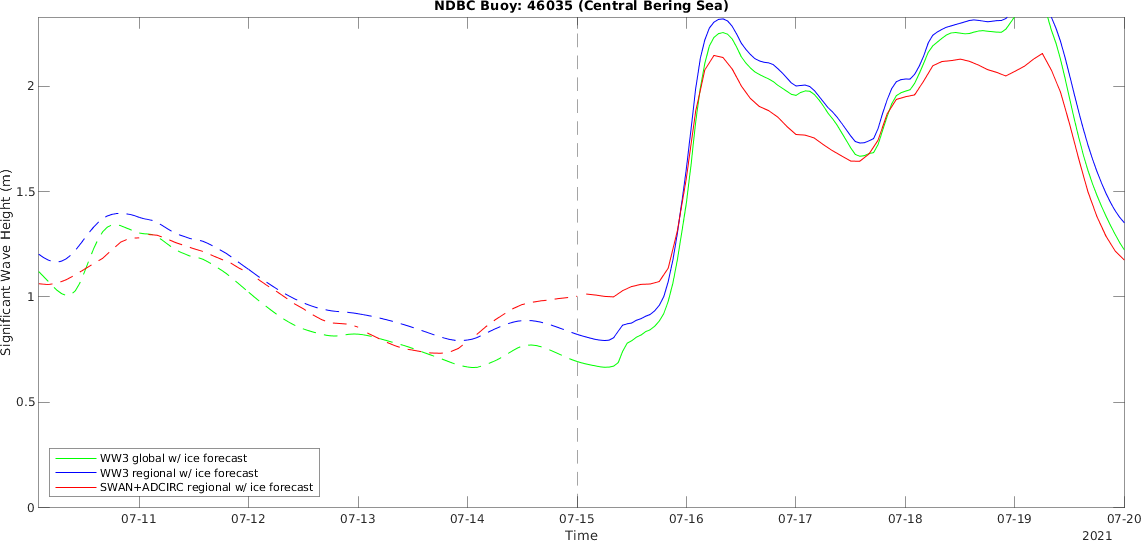 NDBC Buoy: 46035 (Central Bering Sea)
Significant Wave Height (m)
2
1.5
1
0.5
0
WW3 global w/ ice forecast
WW3 regional w/ ice forecast
SWAN+ADCIRC regional w/ ice forecast
07-11 07-12 07-13 07-14 07-15 07-16 07-17 07-18 07-19 07-20
Time
2021